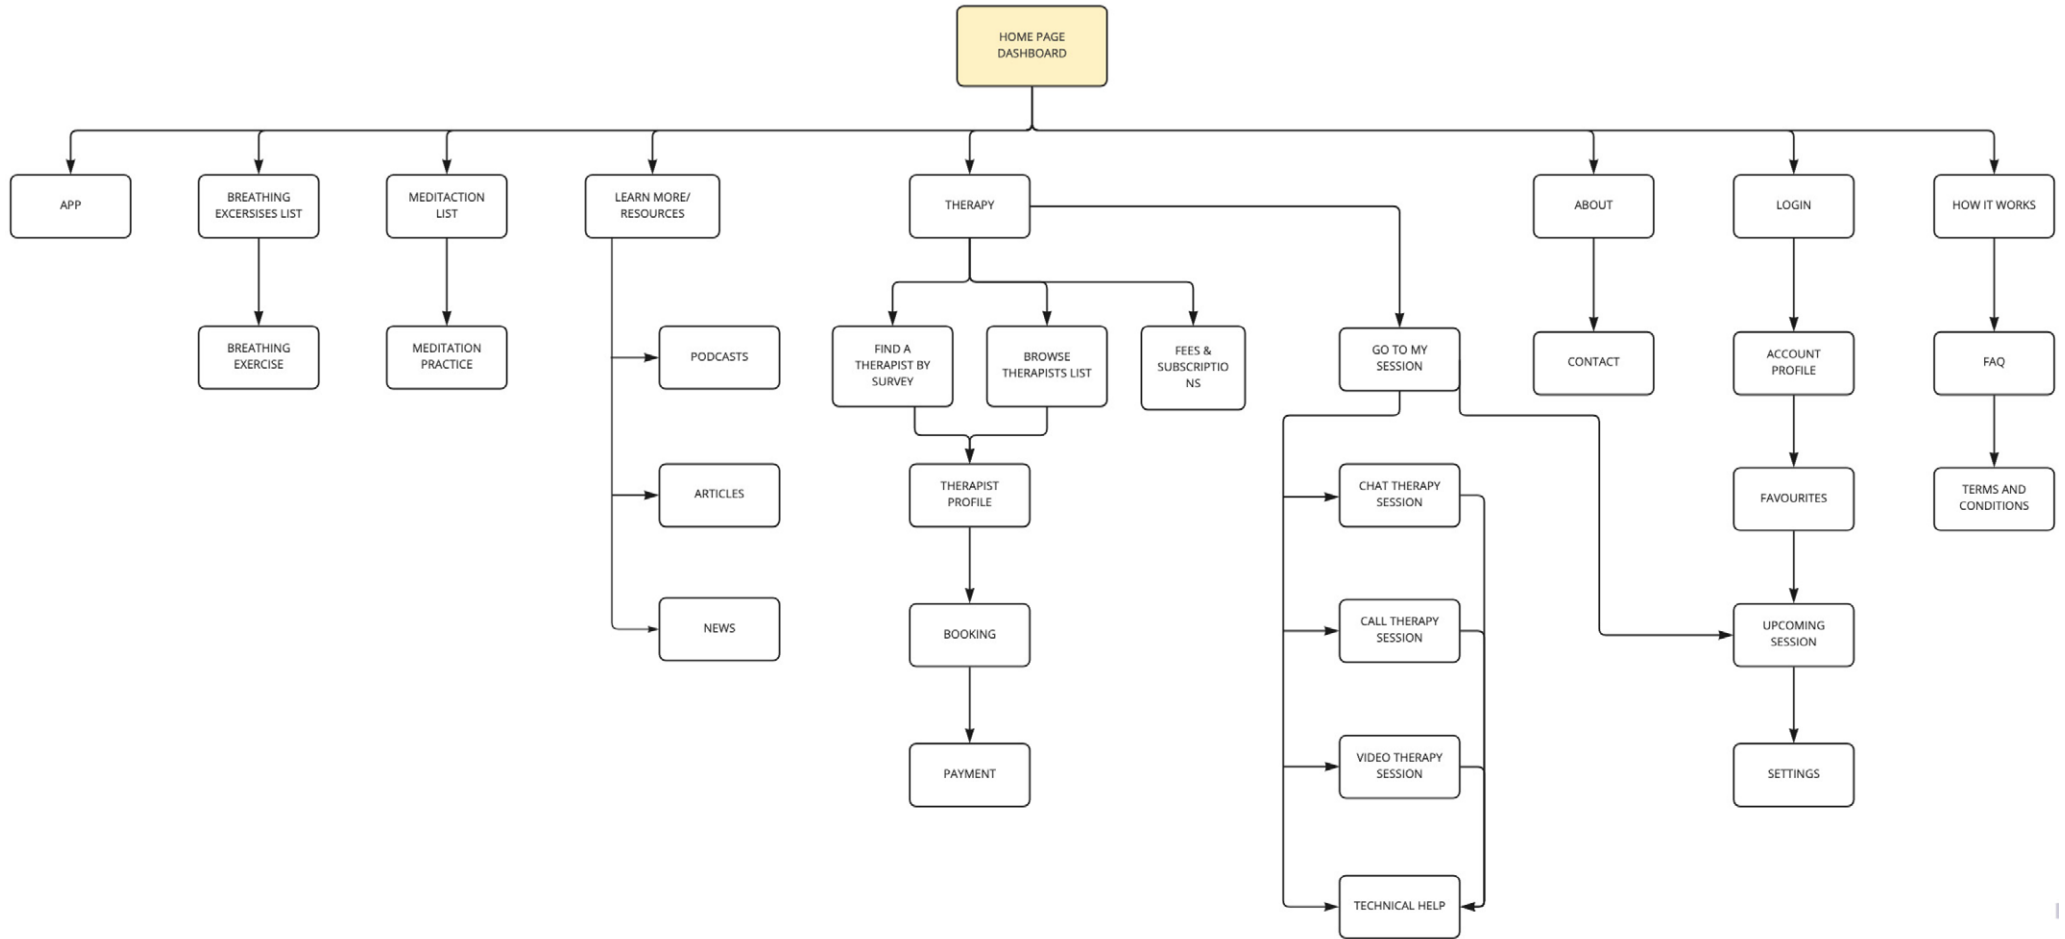 HOME PAGE
DASHBOARD
APP
BREATHING
EXCERSISES LIST
MEDITACTION
LIST
LEARN MORE/
RESOURCES
THERAPY
ABOUT
LOGIN
HOW IT WORKS
BREATHING
EXERCISE
MEDITATION
PRACTICE
PODCASTS
FIND A
THERAPIST BY
SURVEY
BROWSE
THERAPISTS LIST
FEES &
SUBSCRIPTIO
NS
GO TO MY
SESSION
CONTACT
ACCOUNT
PROFILE
FAQ
ARTICLES
THERAPIST
PROFILE
CHAT THERAPY
SESSION
FAVOURITES
TERMS AND
CONDITIONS
NEWS
BOOKING
CALL THERAPY
SESSION
UPCOMING
SESSION
PAYMENT
VIDEO THERAPY
SESSION
SETTINGS
TECHNICAL HELP